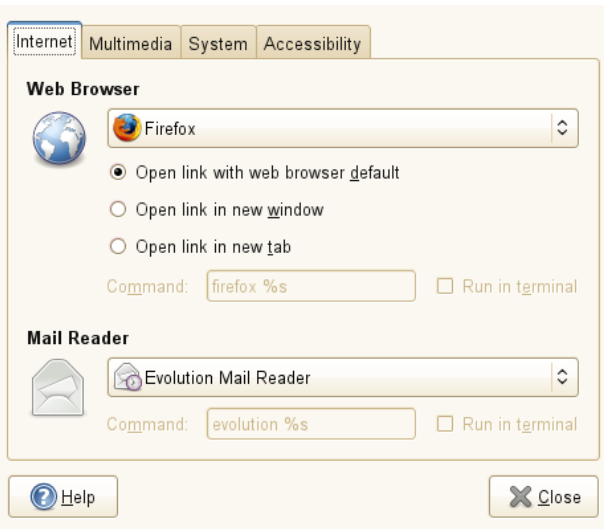 Internet Multimedia System Accessibility
Web Browser
Firefox
Open link with web browser default
Open link in new window
Open link in new tab
Command: firefox %s Run in terminal
Mail Reader
Evolution Mail Reader
Command: evolution %s Run in terminal
Help Close